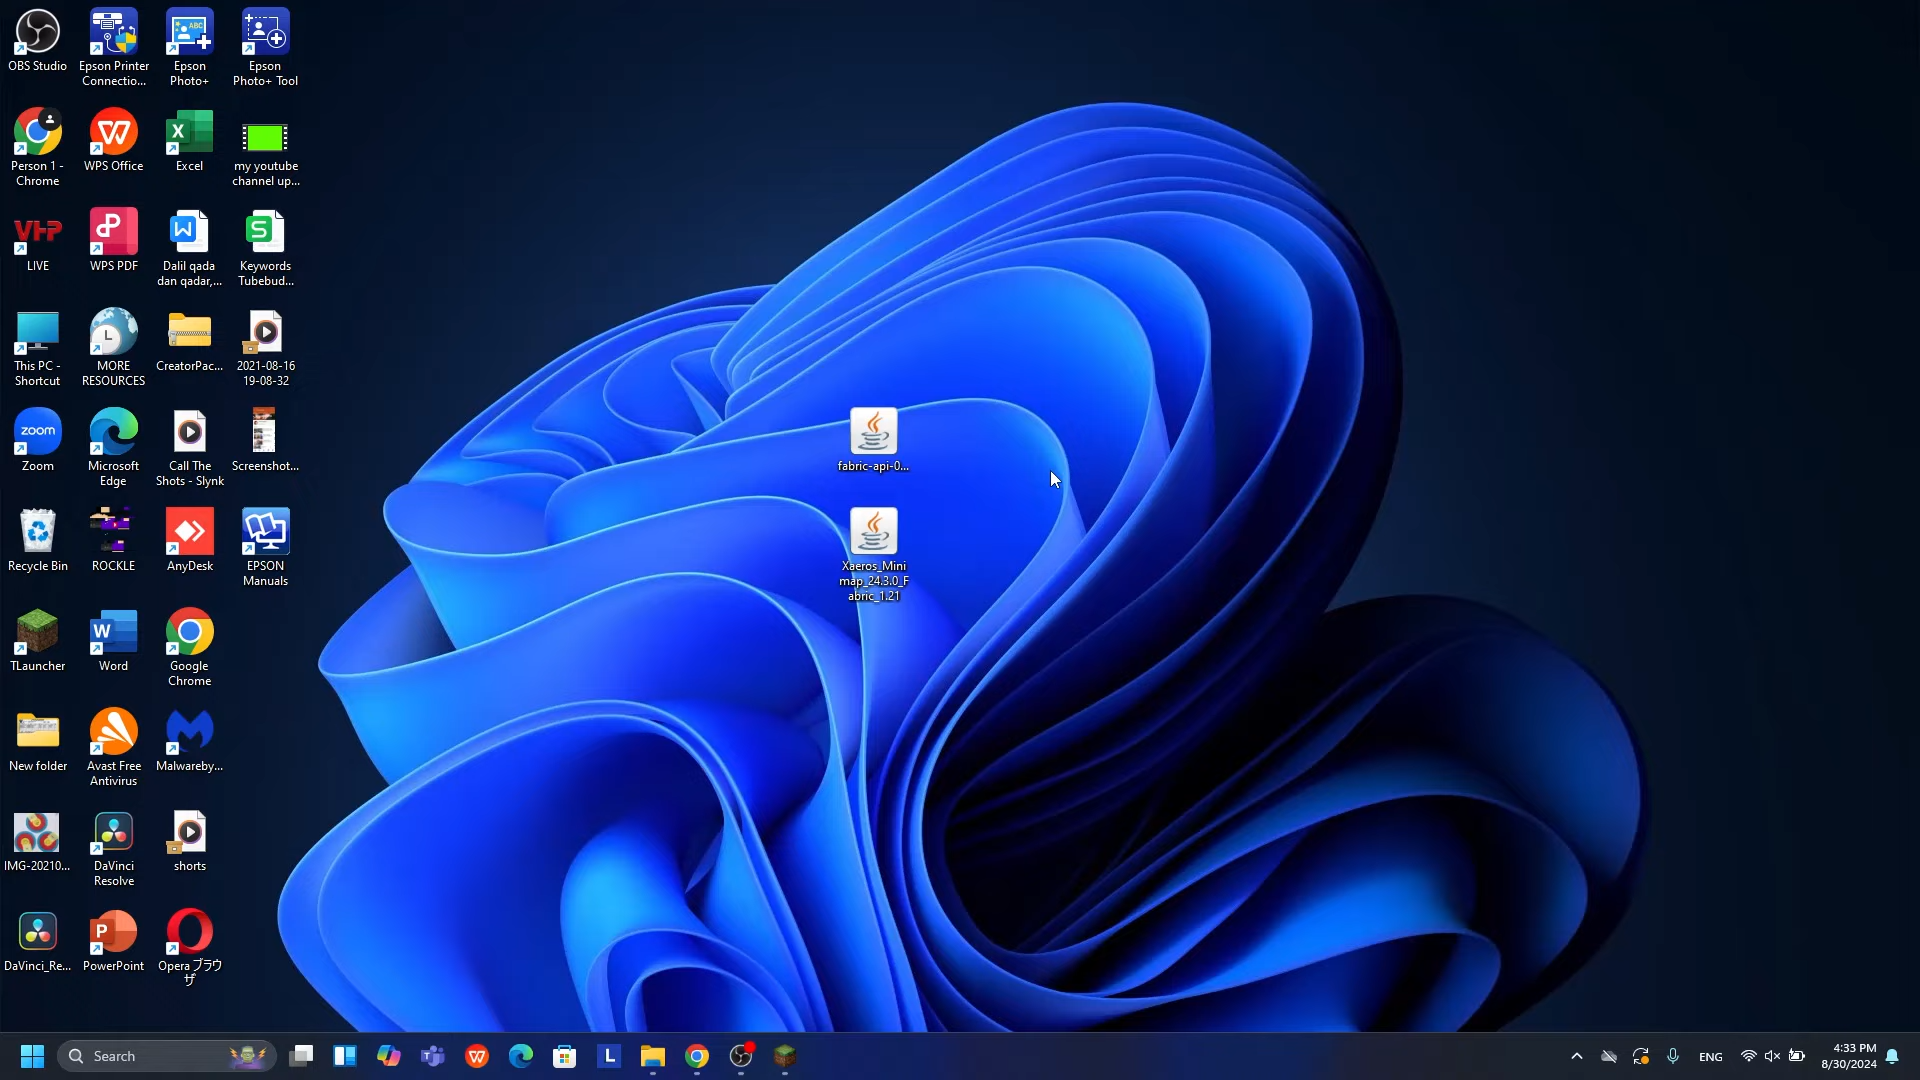 OBS Studio
Epson Printer
Connectio...
Epson
Photo+
Epson
Photo+ Tool
ABC
Person 1 -
Chrome
WPS Office
Excel
my youtube
channel up...
VHP
LIVE
WPS PDF
Dalil qada
dan qadar,...
Keywords
Tubebud...
This PC -
Shortcut
MORE
RESOURCES
CreatorPac...
2021-08-16
19-08-32
zoom
Zoom
Microsoft
Edge
Call The
Shots - Slynk
Screenshot...
fabric-api-0...
Recycle Bin
ROCKLE
AnyDesk
EPSON
Manuals
Xaeros_Mini
map_24.3.0_F
abric_1.21
TLauncher
Word
Google
Chrome
New folder
Avast Free
Antivirus
Malwareby...
IMG-20210...
DaVinci
Resolve
shorts
DaVinci_Re...
PowerPoint
Opera ブラウ
ザ
Search
ENG
4:33 PM
8/30/2024